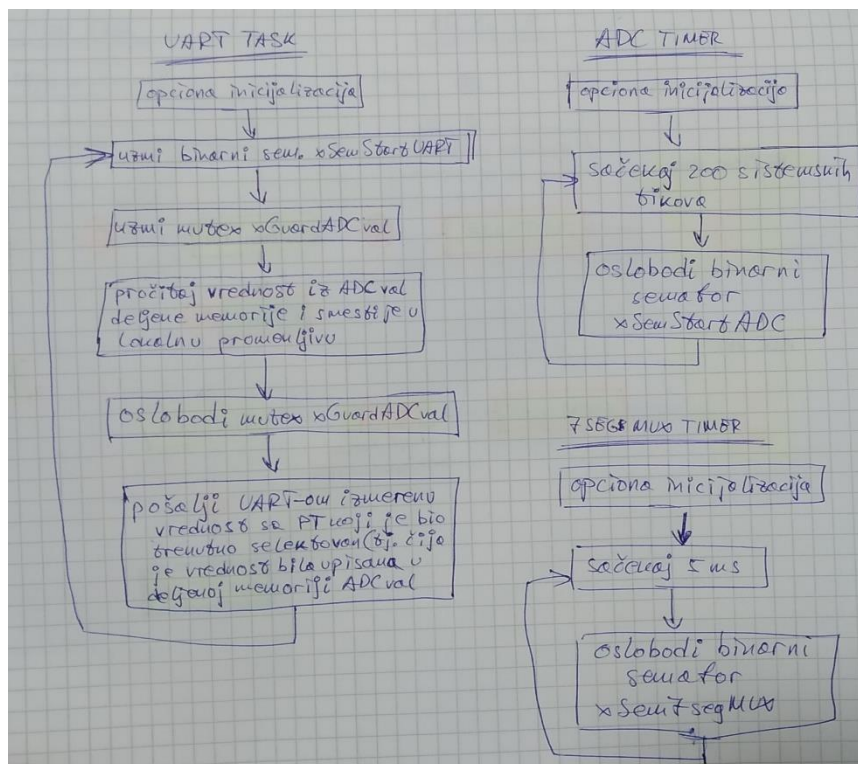 UART TASK
opciona inicijalizacija
uzmi binarni sem. xSemStartUART
uzmi mutex xGuardADCval
pročitaj vrednost iz ADCval
deljene memorije i smesti je u
lokalnu promenljivu
oslobodi mutex xGuardADCval
pošalji UART-om izmerenu
vrednost sa PT koji je bio
trenutno selektovan (tj. čija
je vrednost bila upisana u
deljenoj memoriji ADCval
ADC TIMER
opciona inicijalizacija
sačekaj 200 sistemskih
tikova
oslobodi binarni
semafor
xSemStartADC
7SEG MUX TIMER
opciona inicijalizacija
sačekaj 5 ms
oslobodi binarni
semafor
xSem7segMUX